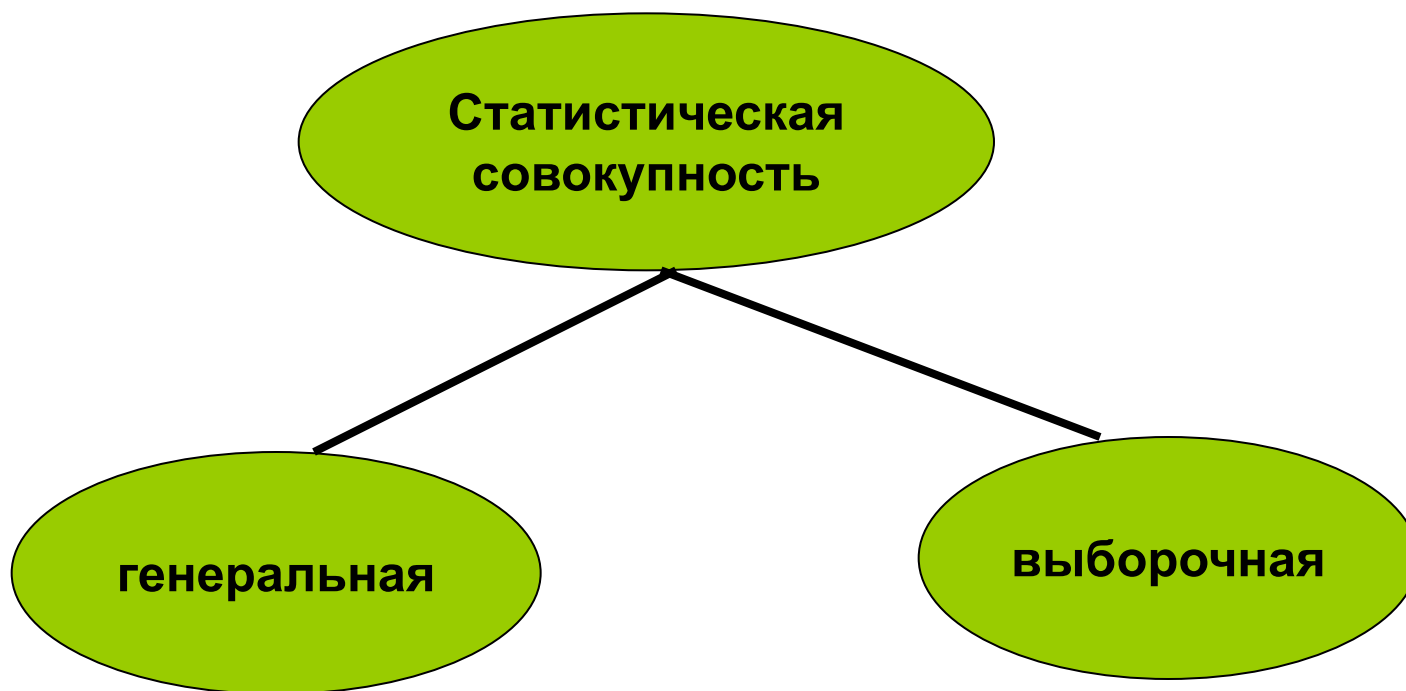 Статистическая
совокупность
генеральная
выборочная